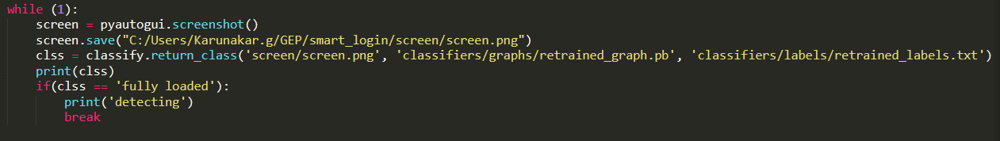 while (1):
screen = pyautogui.screenshot()
screen.save("C:/Users/Karunakar.g/GEP/smart_login/screen/screen.png")
clss = classify.return_class('screen/screen.png', 'classifiers/graphs/retrained_graph.pb', 'classifiers/labels/retrained_labels.txt')
print(clss)
if(clss == 'fully loaded'):
print('detecting')
break